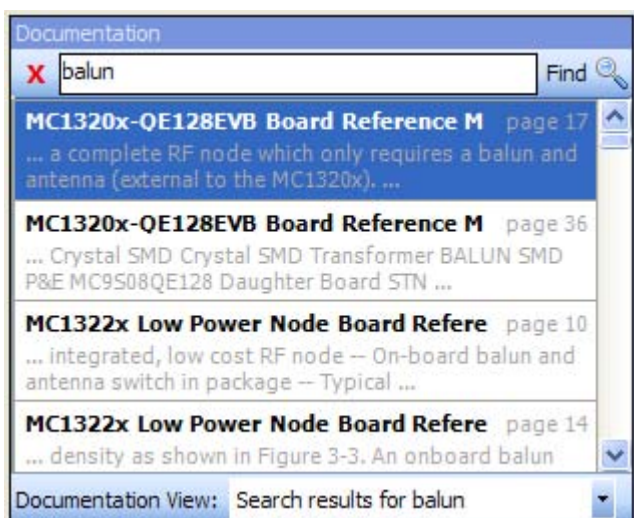 Documentation
X balun Find
MC1320x-QE128EVB Board Reference M page 17
... a complete RF node which only requires a balun and
antenna (external to the MC1320x). ...
MC1320x-QE128EVB Board Reference M page 36
... Crystal SMD Crystal SMD Transformer BALUN SMD
P&E MC9S08QE128 Daughter Board STN ...
MC1322x Low Power Node Board Refere page 10
... integrated, low cost RF node -- On-board balun and
antenna switch in package -- Typical ...
MC1322x Low Power Node Board Refere page 14
... density as shown in Figure 3-3. An onboard balun
Documentation View: Search results for balun